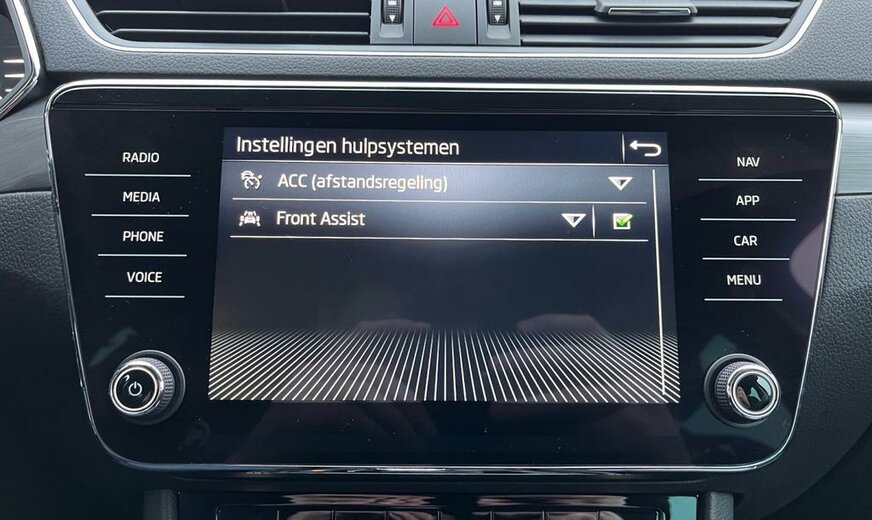 RADIO
MEDIA
PHONE
VOICE
Instellingen hulpsystemen
ACC (afstandsregeling)
Front Assist
NAV
APP
CAR
MENU